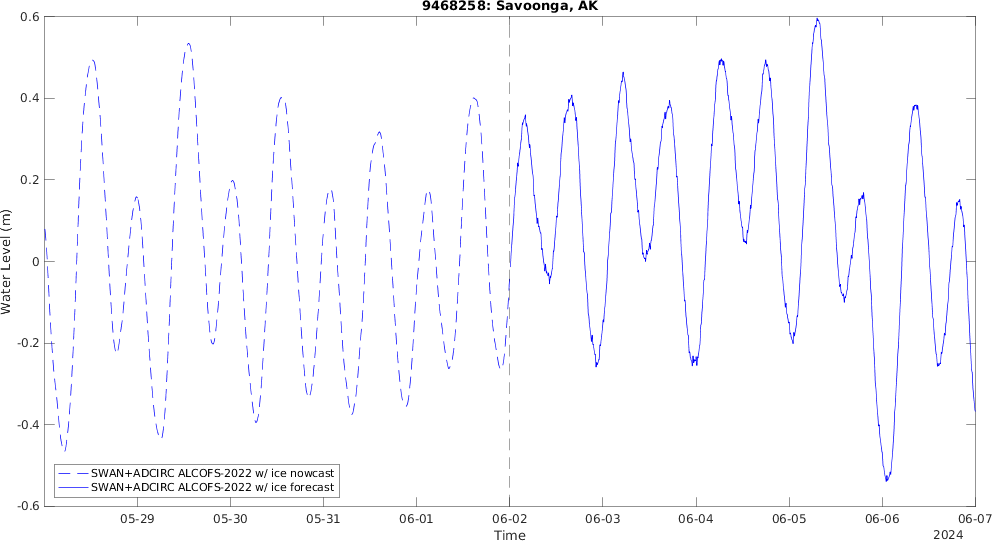 9468258: Savoonga, AK
Water Level (m)
0.6
0.4
0.2
0
-0.2
-0.4
-0.6
SWAN+ADCIRC ALCOFS-2022 w/ ice nowcast
SWAN+ADCIRC ALCOFS-2022 w/ ice forecast
05-29 05-30 05-31 06-01 06-02 06-03 06-04 06-05 06-06 06-07
Time
2024